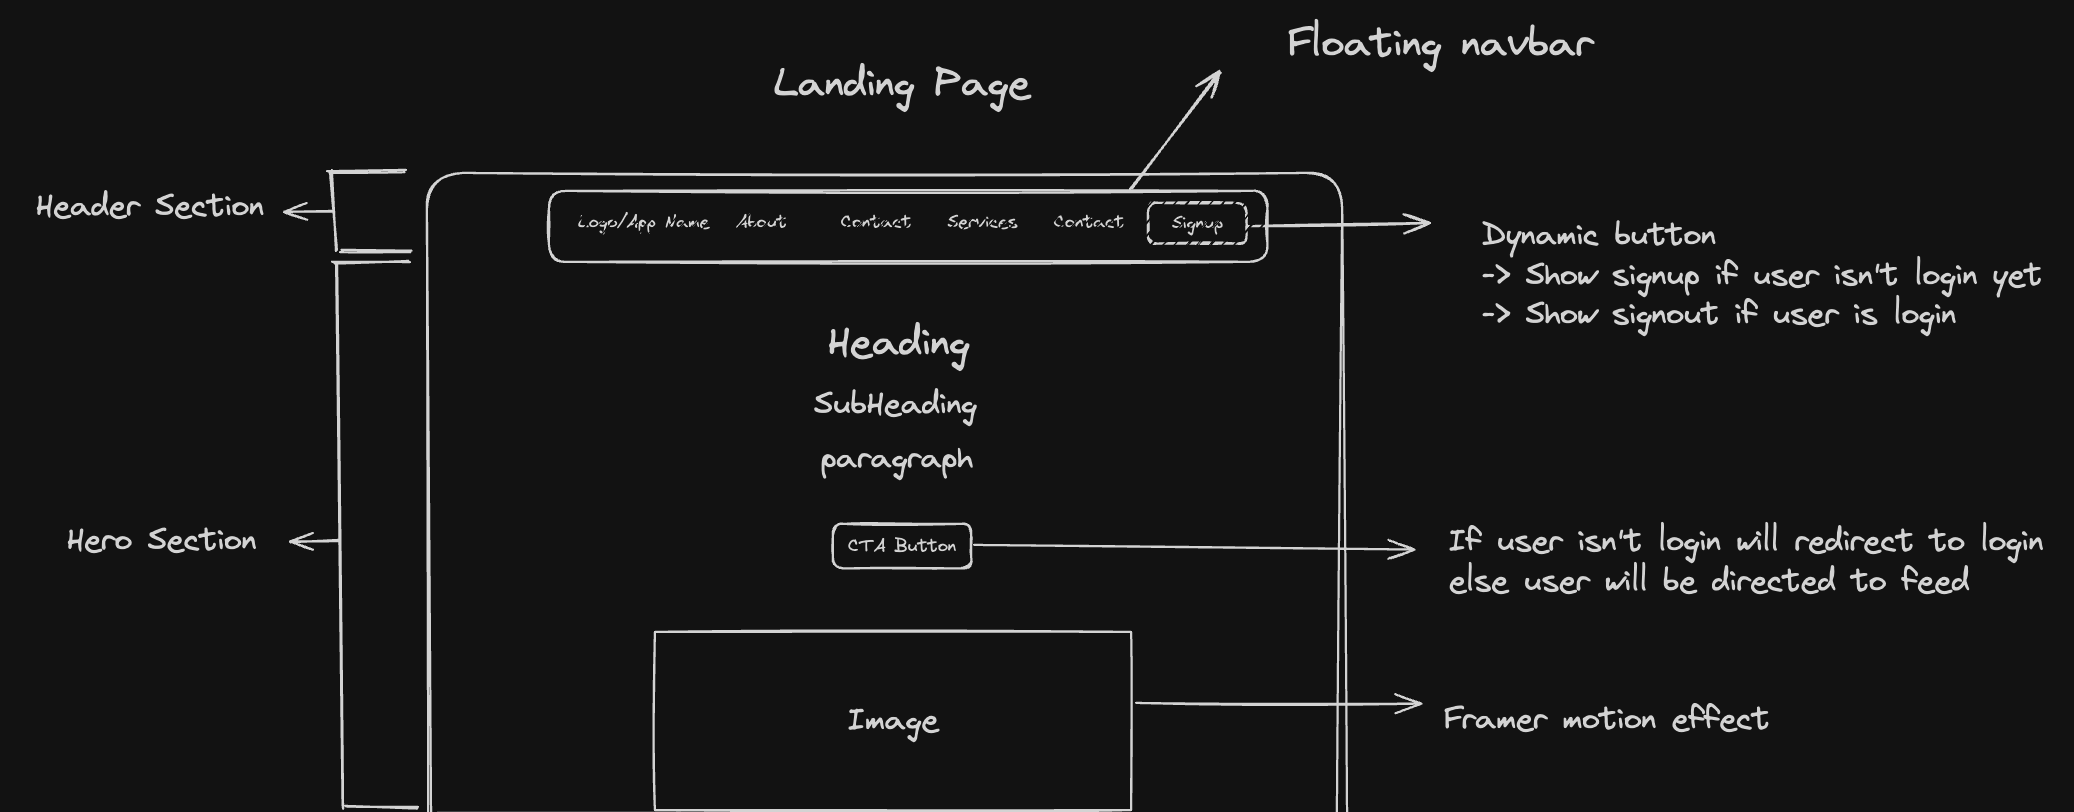 Floating navbar
Landing Page
Header Section
Logo/App Name About Contact Services Contact Signup
Dynamic button
-> Show signup if user isn't login yet
-> Show signout if user is login
Heading
SubHeading
paragraph
Hero Section
CTA Button
If user isn't login will redirect to login
else user will be directed to feed
Image
Framer motion effect